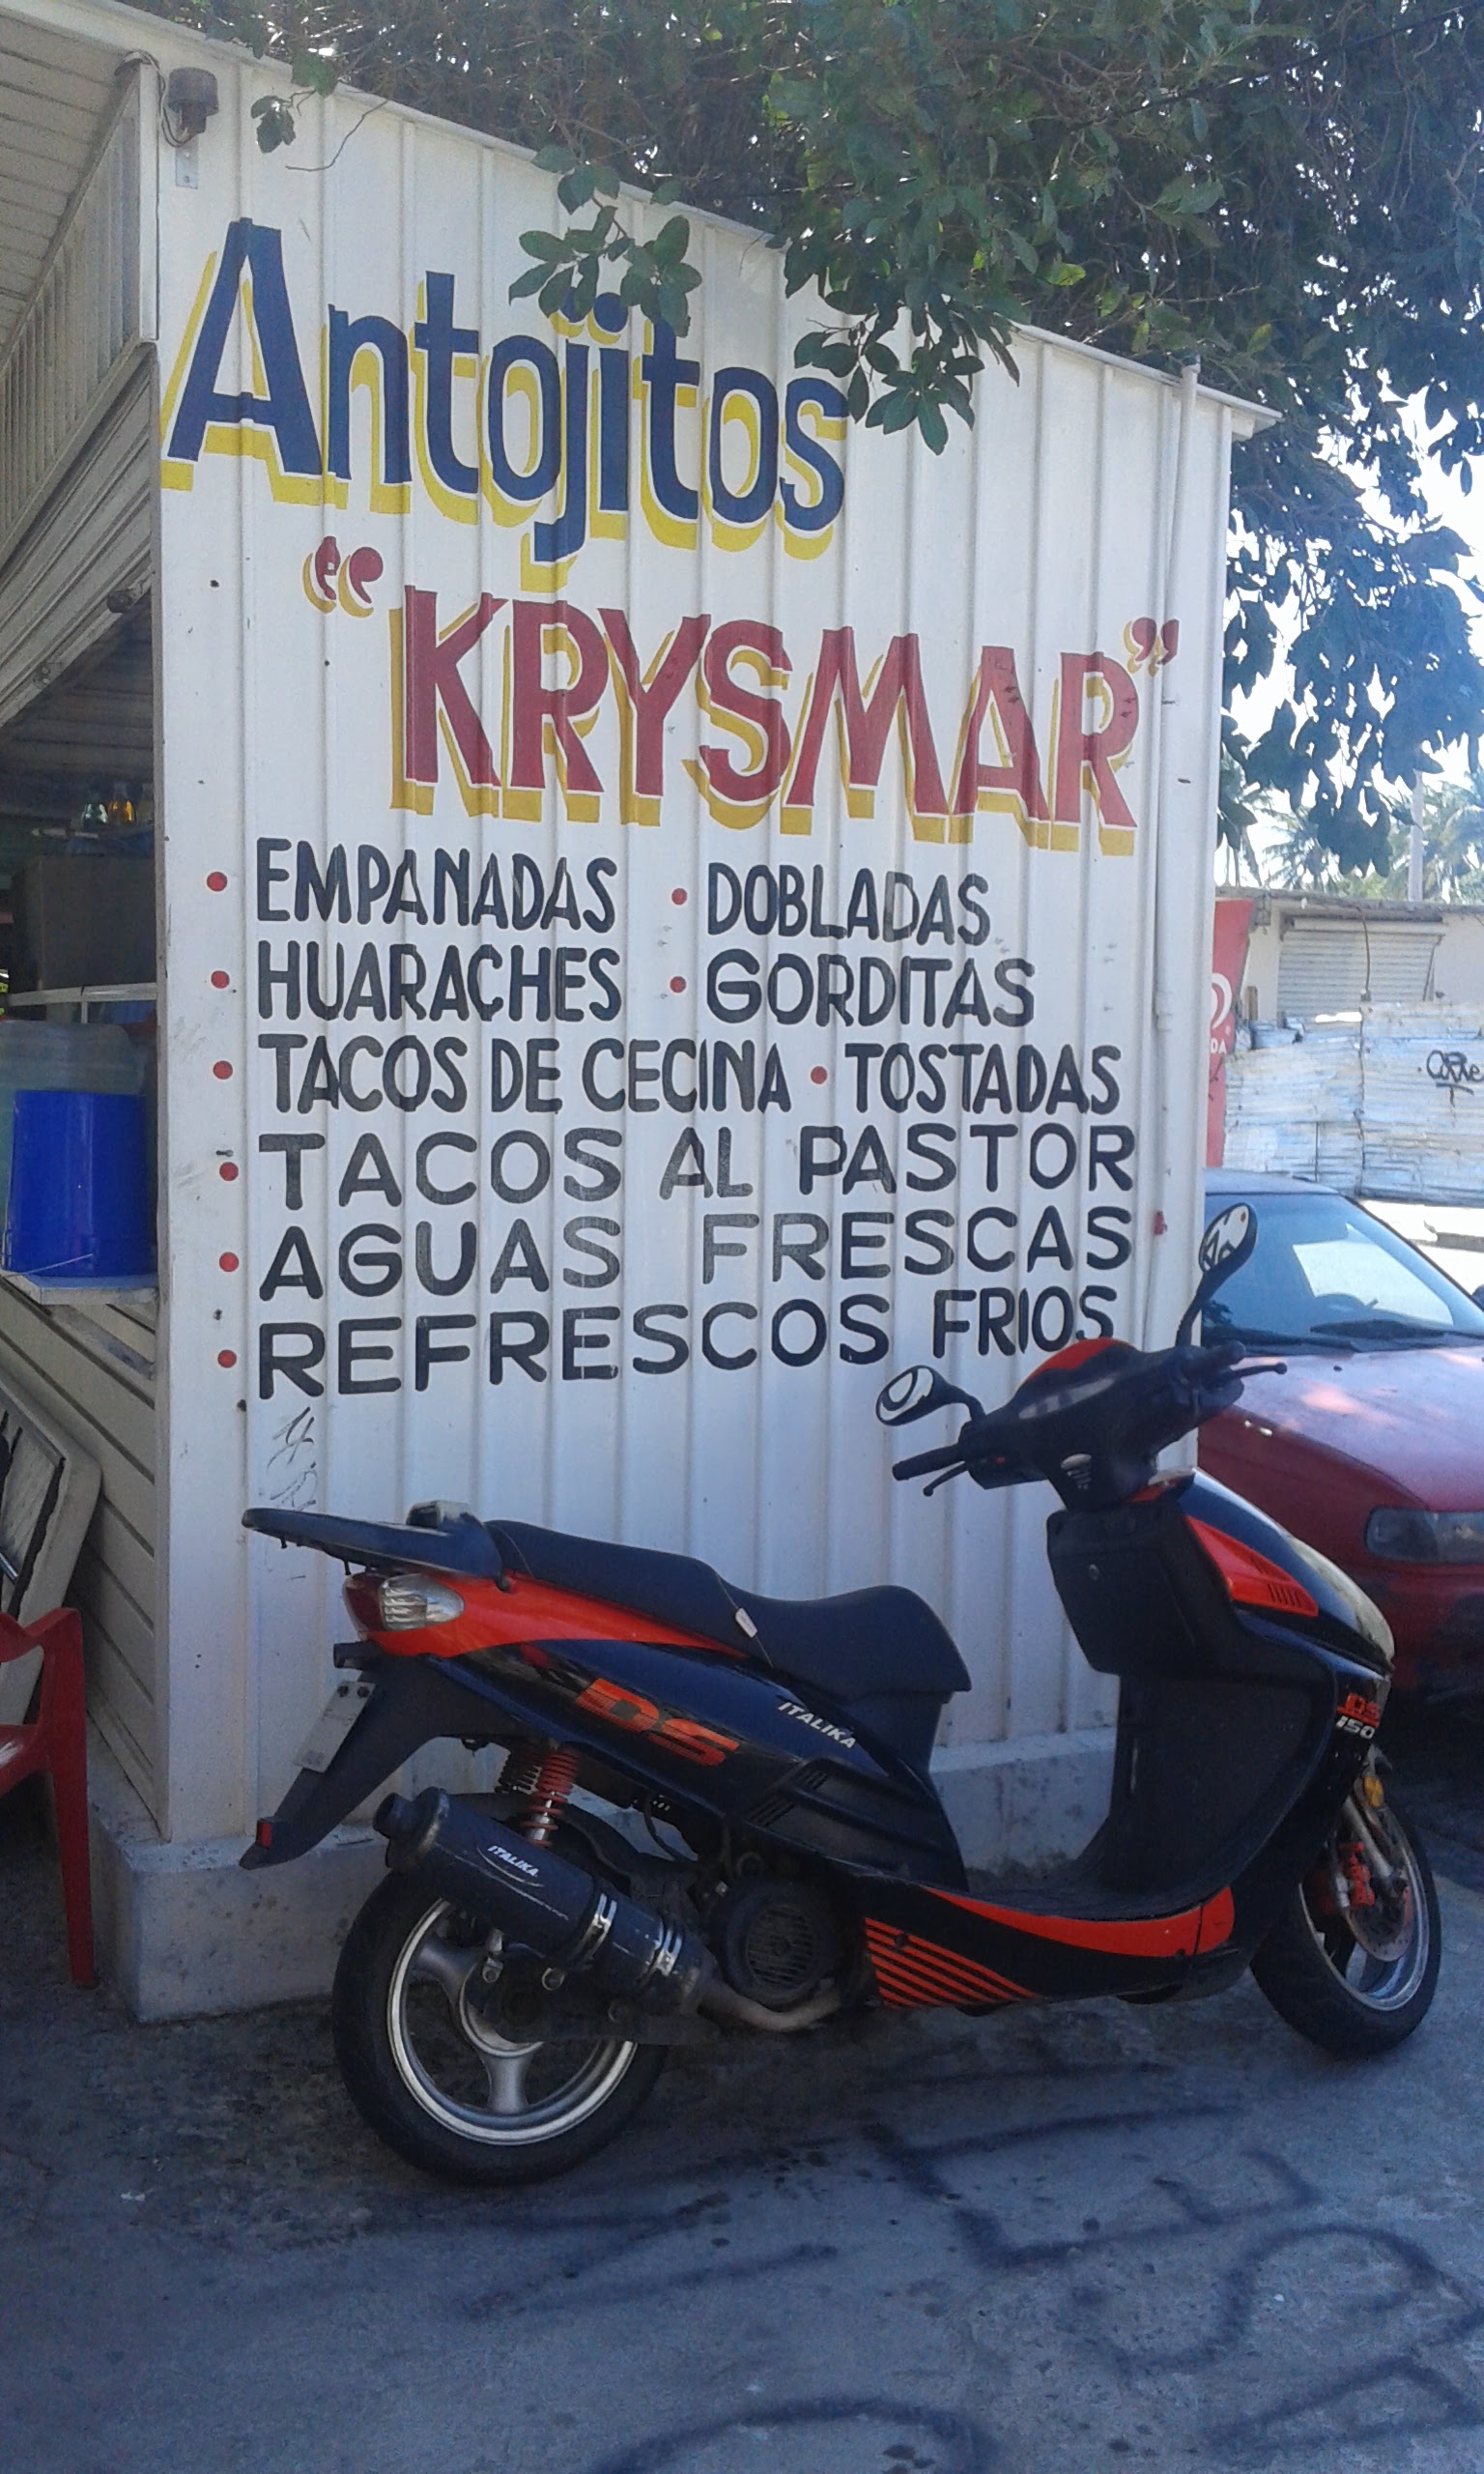 Antojitos
"KRYSMAR"
• EMPANADAS • DOBLADAS
• HUARACHES • GORDITAS
• TACOS DE CECINA • TOSTADAS
• TACOS AL PASTOR
• AGUAS FRESCAS
• REFRESCOS FRIOS
DS
ITALIKA
DS
150
ITALIKA